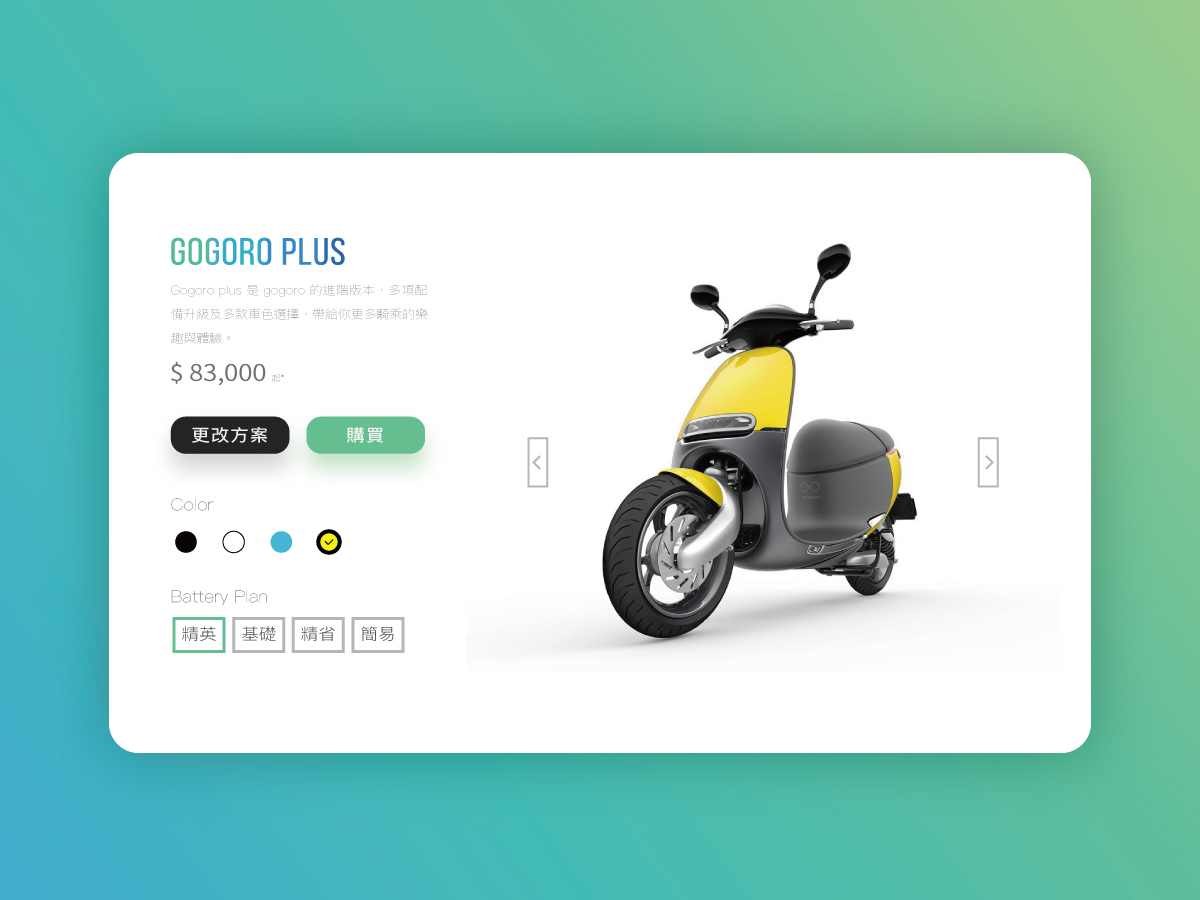 GOGORO PLUS
Gogoro plus 是 gogoro 的進階版本，多項配
備升級及多款車色選擇，帶給你更多騎乘的樂
趣與體驗。
$ 83,000 起*
更改方案 購買
Color
Battery Plan
精英 基礎 精省 簡易